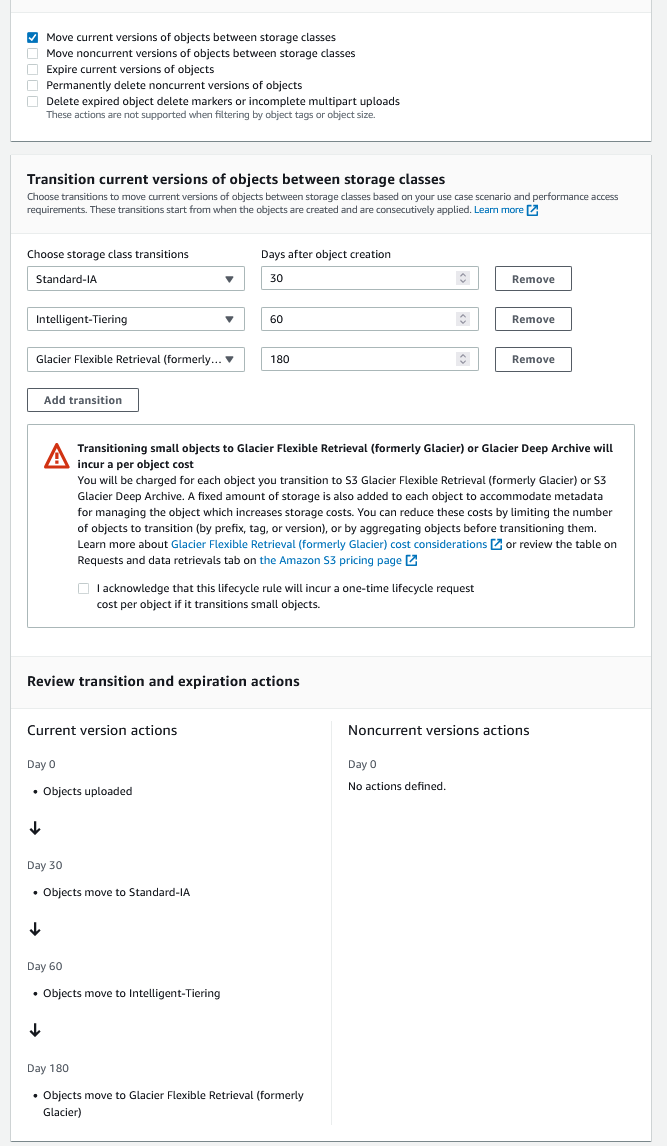 Move current versions of objects between storage classes
Move noncurrent versions of objects between storage classes
Expire current versions of objects
Permanently delete noncurrent versions of objects
Delete expired object delete markers or incomplete multipart uploads
These actions are not supported when filtering by object tags or object size.
Transition current versions of objects between storage classes
Choose transitions to move current versions of objects between storage classes based on your use case scenario and performance access
requirements. These transitions start from when the objects are created and are consecutively applied. Learn more
Choose storage class transitions Days after object creation
Standard-IA 30 Remove
Intelligent-Tiering 60 Remove
Glacier Flexible Retrieval (formerly... 180 Remove
Add transition
Transitioning small objects to Glacier Flexible Retrieval (formerly Glacier) or Glacier Deep Archive will
incur a per object cost
You will be charged for each object you transition to S3 Glacier Flexible Retrieval (formerly Glacier) or S3
Glacier Deep Archive. A fixed amount of storage is also added to each object to accommodate metadata
for managing the object which increases storage costs. You can reduce these costs by limiting the number
of objects to transition (by prefix, tag, or version), or by aggregating objects before transitioning them.
Learn more about Glacier Flexible Retrieval (formerly Glacier) cost considerations or review the table on
Requests and data retrievals tab on the Amazon S3 pricing page
I acknowledge that this lifecycle rule will incur a one-time lifecycle request
cost per object if it transitions small objects.
Review transition and expiration actions
Current version actions
Day 0
• Objects uploaded
↓
Day 30
• Objects move to Standard-IA
↓
Day 60
• Objects move to Intelligent-Tiering
↓
Day 180
• Objects move to Glacier Flexible Retrieval (formerly
Glacier)
Noncurrent versions actions
Day 0
No actions defined.